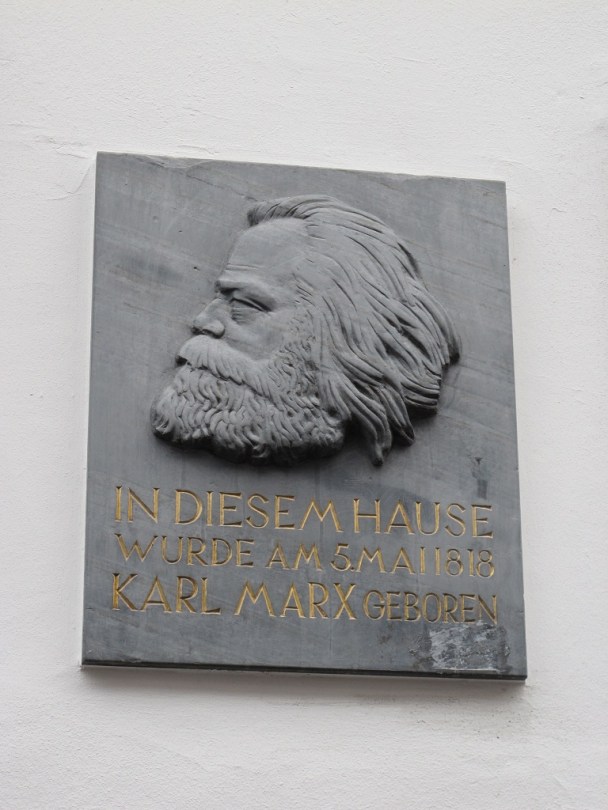 IN DIESEM HAUSE
WURDE AM 5.MAI 1818
KARL MARX GEBOREN